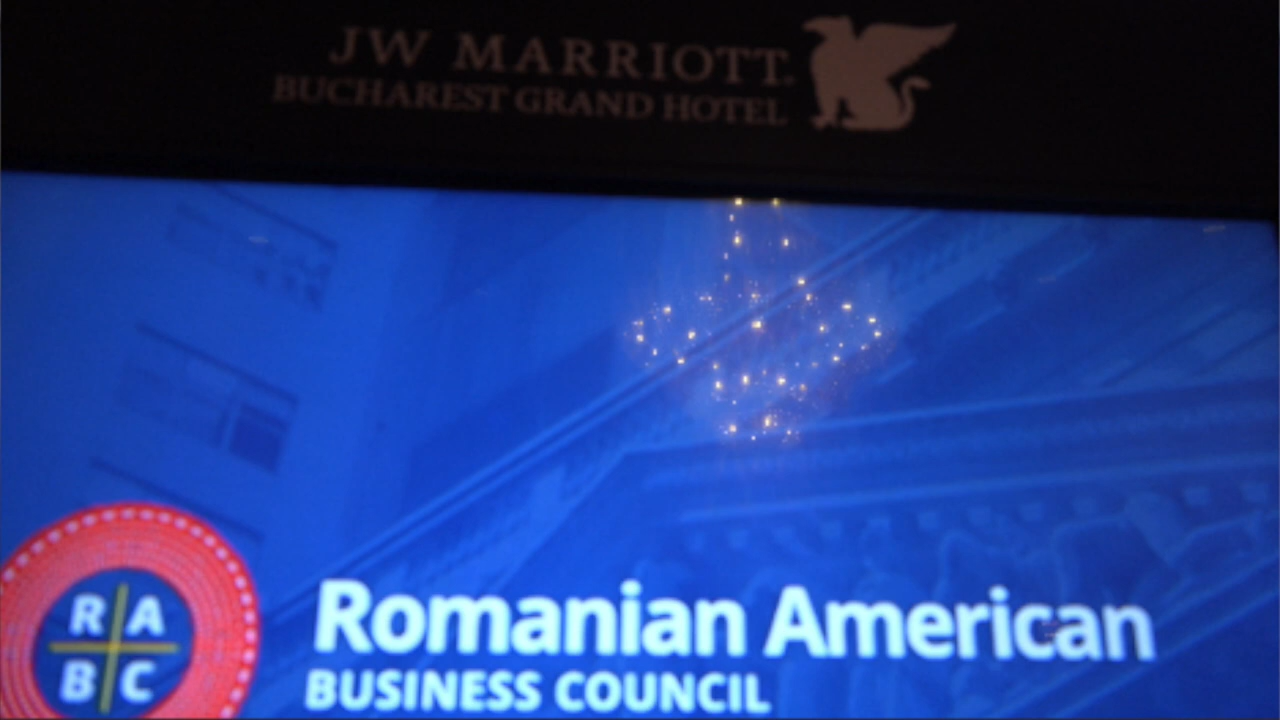 JW MARRIOTT
BUCHAREST GRAND HOTEL
R A
B C
Romanian American
BUSINESS COUNCIL